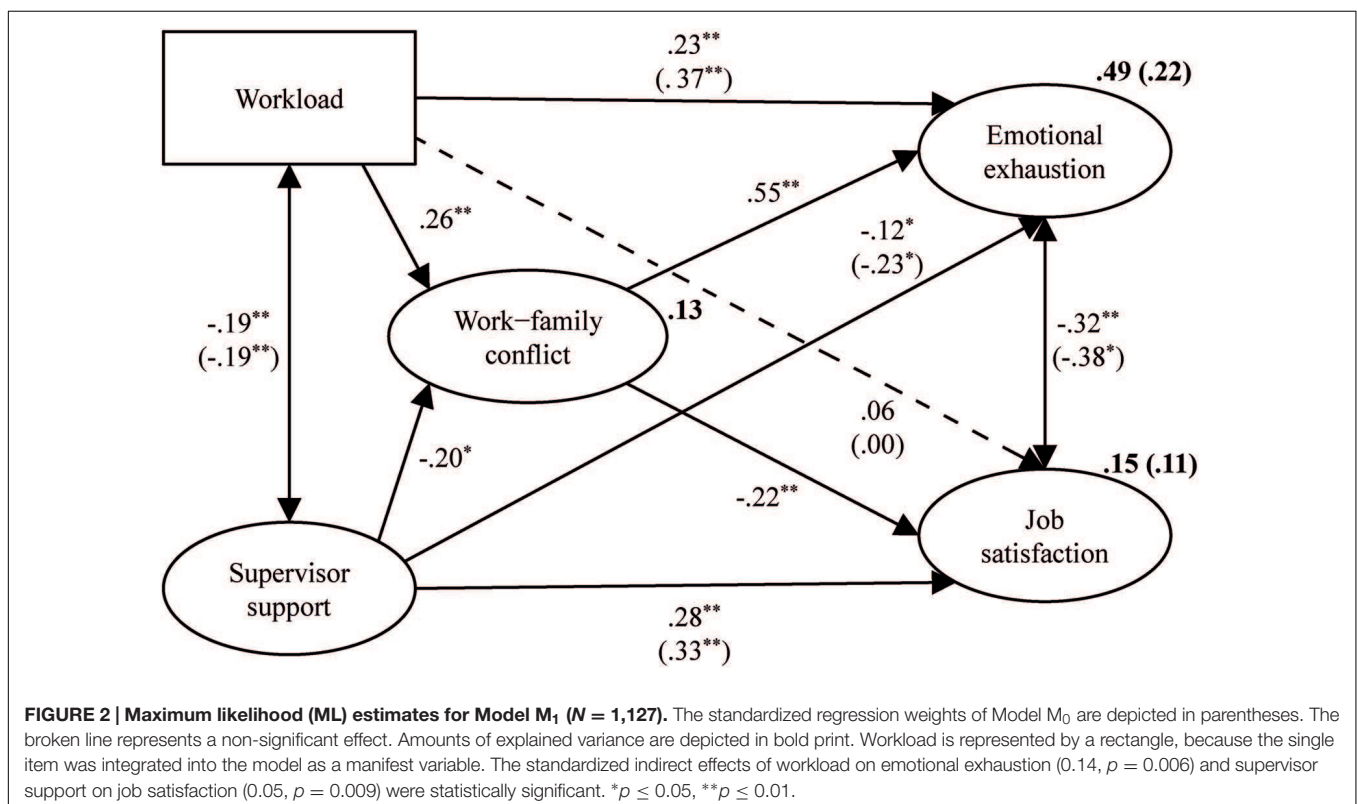 .23**
(.37**)
.49 (.22)
Workload
Emotional
exhaustion
.26**
.55**
-.12*
(-.23*)
-.19**
(-.19**)
Work–family
conflict
.13
-.32**
(-.38*)
.06
(.00)
-.20*
-.22**
.15 (.11)
Job
satisfaction
Supervisor
support
.28**
(.33**)
FIGURE 2 | Maximum likelihood (ML) estimates for Model M₁ (N = 1,127). The standardized regression weights of Model M₀ are depicted in parentheses. The
broken line represents a non-significant effect. Amounts of explained variance are depicted in bold print. Workload is represented by a rectangle, because the single
item was integrated into the model as a manifest variable. The standardized indirect effects of workload on emotional exhaustion (0.14, p = 0.006) and supervisor
support on job satisfaction (0.05, p = 0.009) were statistically significant. *p ≤ 0.05, **p ≤ 0.01.